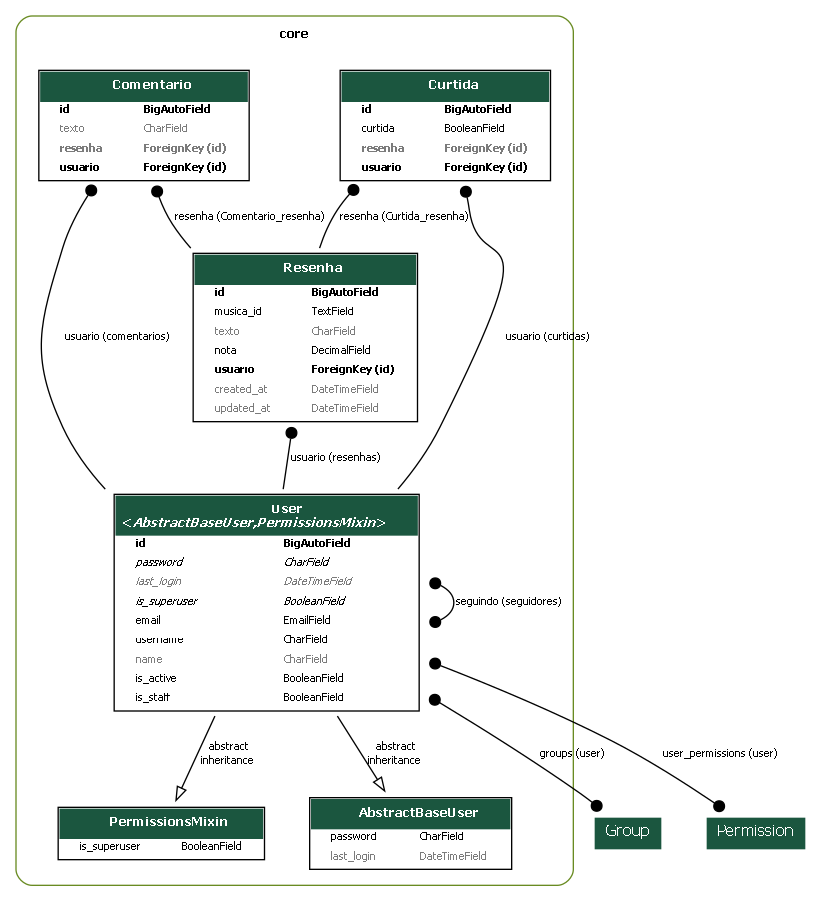 core
Comentario
id BigAutoField
texto CharField
resenha ForeignKey (id)
usuario ForeignKey (id)
Curtida
id BigAutoField
curtida BooleanField
resenha ForeignKey (id)
usuario ForeignKey (id)
resenha (Comentario_resenha)
resenha (Curtida_resenha)
Resenha
id BigAutoField
musica_id TextField
texto CharField
nota DecimalField
usuario ForeignKey (id)
created_at DateTimeField
updated_at DateTimeField
usuario (comentarios)
usuario (curtidas)
usuario (resenhas)
User
<AbstractBaseUser,PermissionsMixin>
id BigAutoField
password CharField
last_login DateTimeField
is_superuser BooleanField
email EmailField
username CharField
name CharField
is_active BooleanField
is_staff BooleanField
seguindo (seguidores)
abstract
inheritance
abstract
inheritance
groups (user)
user_permissions (user)
PermissionsMixin
is_superuser BooleanField
AbstractBaseUser
password CharField
last_login DateTimeField
Group
Permission